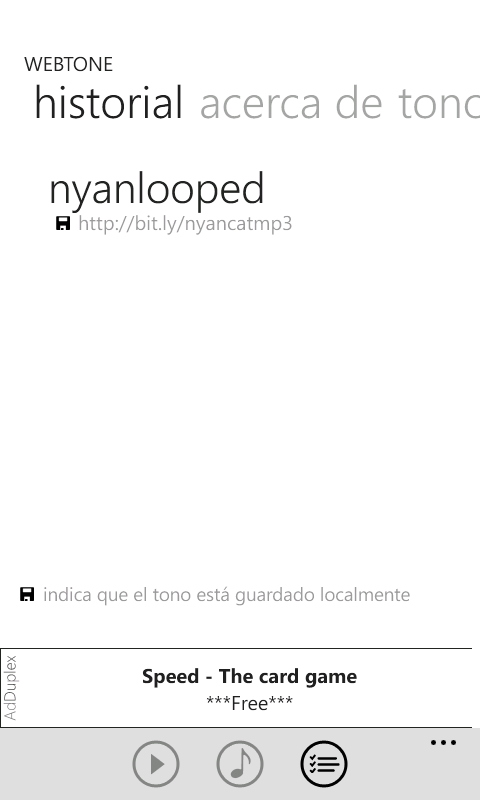 WEBTONE
historial acerca de tono
nyanlooped
http://bit.ly/nyancatmp3
indica que el tono está guardado localmente
AdDuplex
Speed - The card game
***Free***